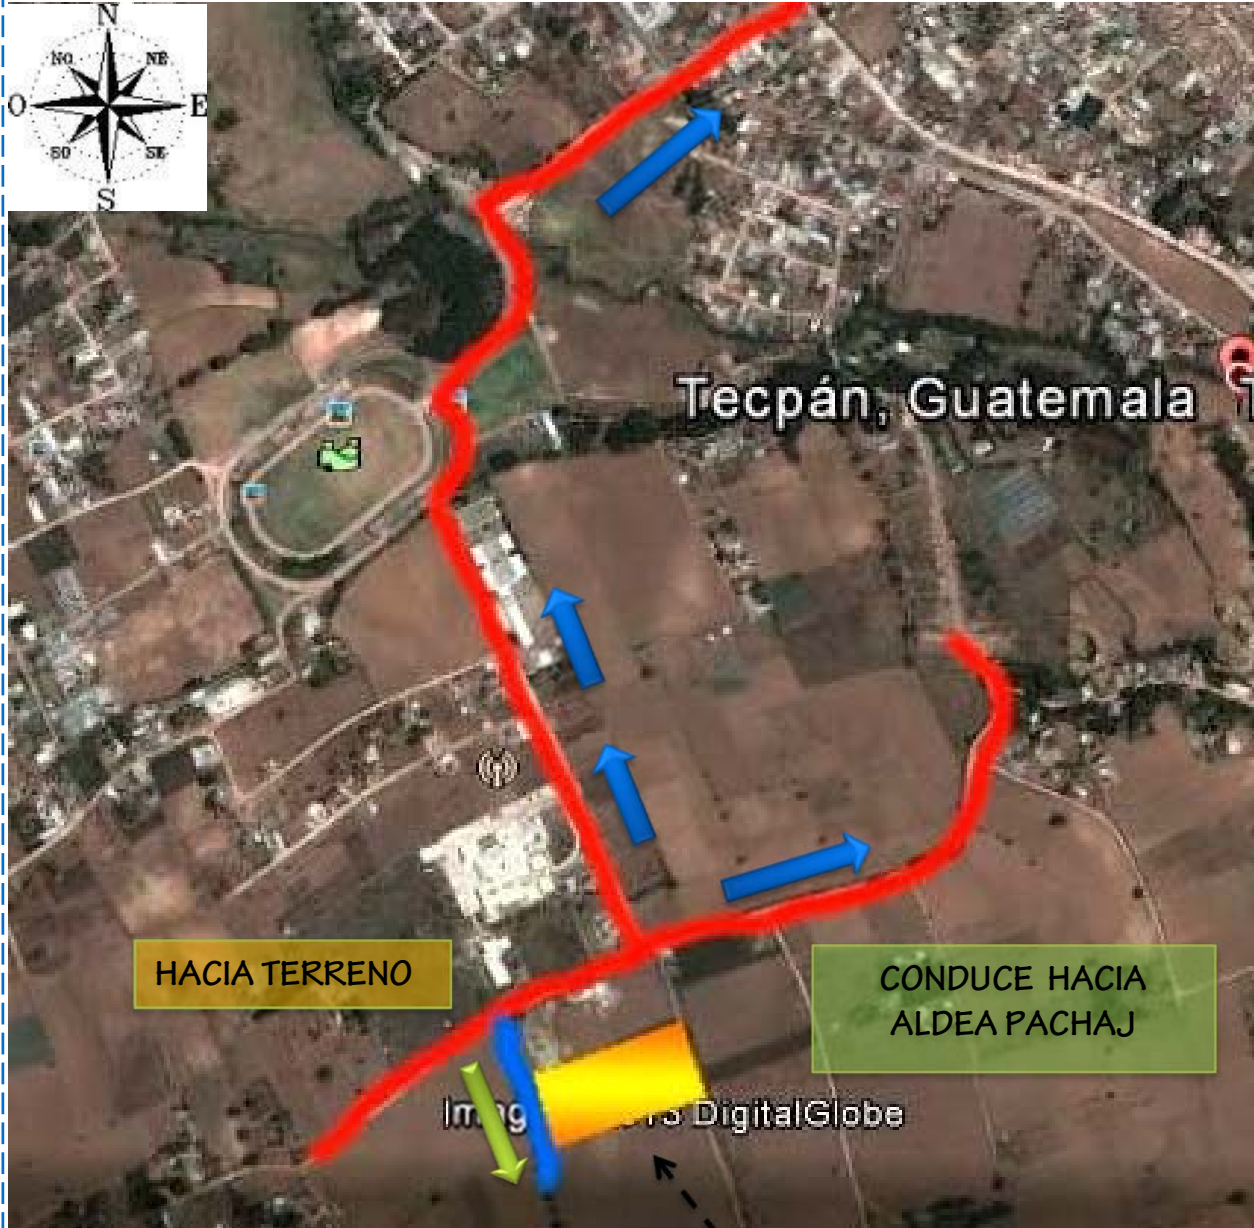 N
NO NE
O E
SO SE
S
Tecpán, Guatemala
HACIA TERRENO
CONDUCE HACIA
ALDEA PACHAJ
DigitalGlobe